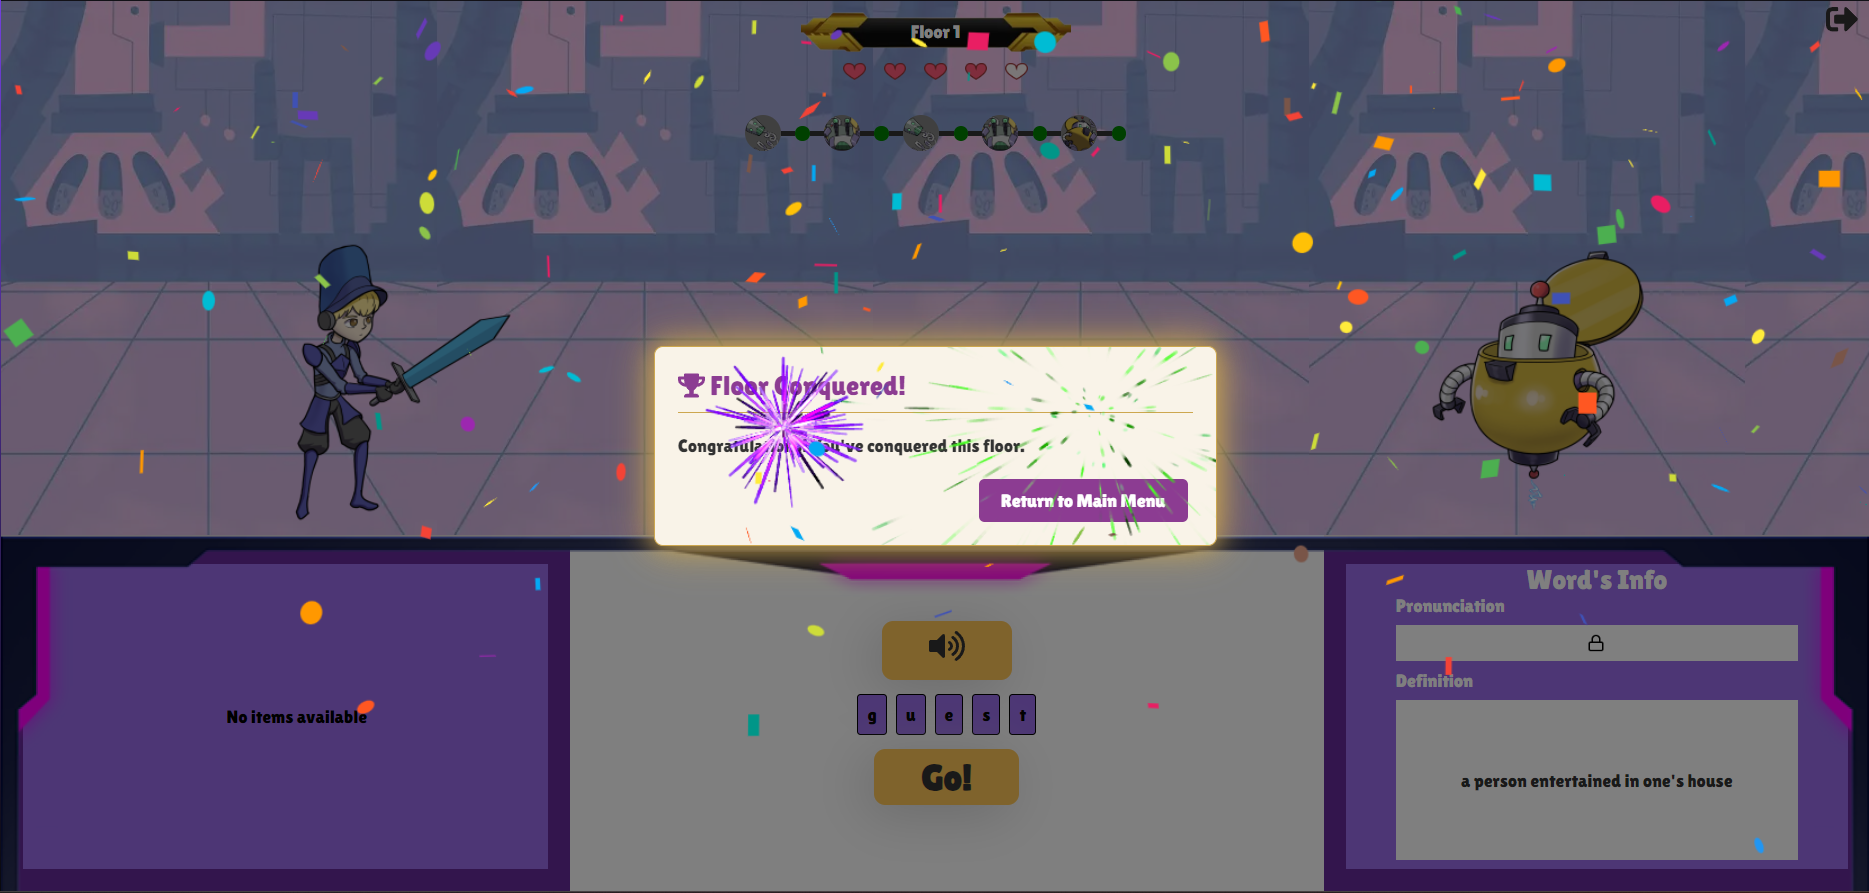 Floor 1
Floor Conquered!
Congratulations, you've conquered this floor.
Return to Main Menu
No items available
g u e s t
Go!
Word's Info
Pronunciation
Definition
a person entertained in one's house